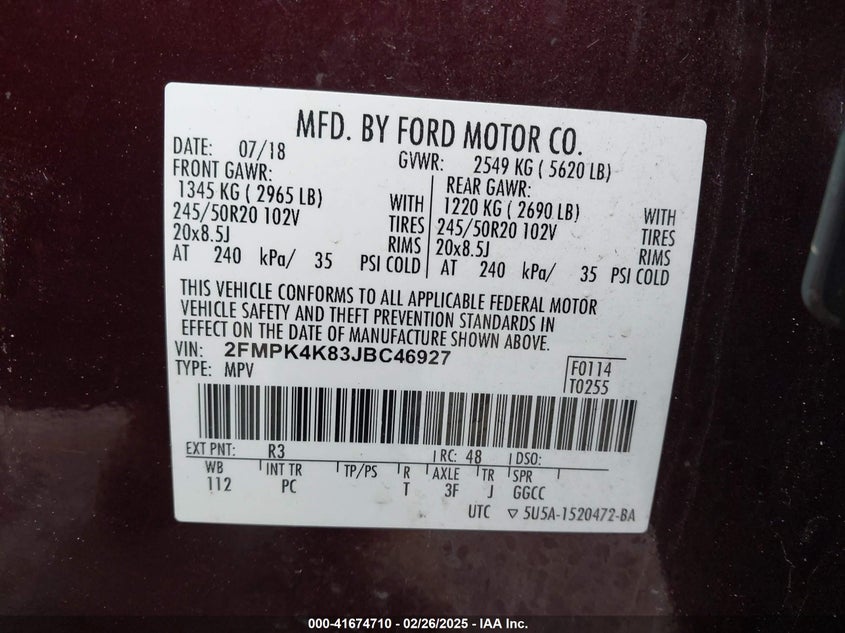 MFD. BY FORD MOTOR CO.
DATE: 07/18 GVWR: 2549 KG ( 5620 LB)
FRONT GAWR: REAR GAWR:
1345 KG ( 2965 LB) WITH 1220 KG ( 2690 LB) WITH
245/50R20 102V TIRES 245/50R20 102V TIRES
20x8.5J RIMS 20x8.5J RIMS
AT 240 kPa/ 35 PSI COLD AT 240 kPa/ 35 PSI COLD
THIS VEHICLE CONFORMS TO ALL APPLICABLE FEDERAL MOTOR
VEHICLE SAFETY AND THEFT PREVENTION STANDARDS IN
EFFECT ON THE DATE OF MANUFACTURE SHOWN ABOVE.
VIN: 2FMPK4K83JBC46927
TYPE: MPV F0114
T0255
EXT PNT: R3 RC: 48 DSO:
WB INT TR TP/PS R AXLE TR SPR
112 PC T 3F J GGCC
UTC ▽ 5U5A-1520472-BA
000-41674710 - 02/26/2025 - IAA Inc.